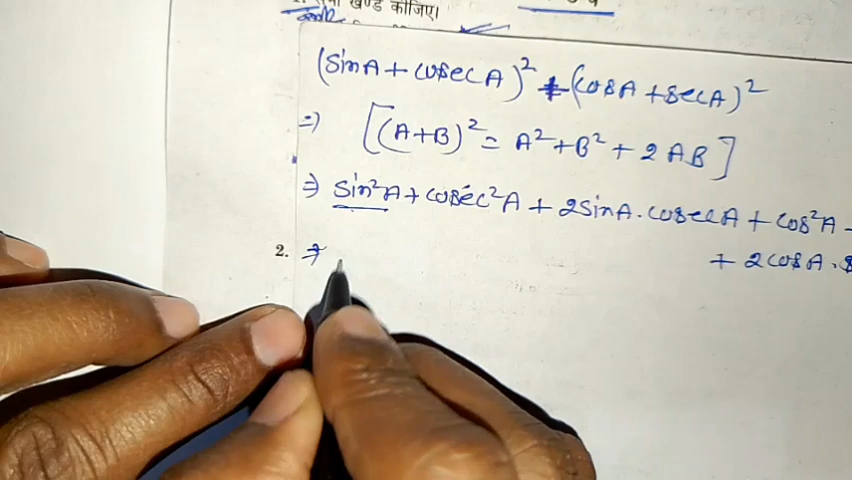 खण्ड कीजिए।
(sinA + cosecA)² + (cosA + secA)²
⇒ [(A+B)² = A² + B² + 2AB]
⇒ sin²A + cosec²A + 2sinA . cosecA + cos²A
+ 2cosA .
2. ⇒